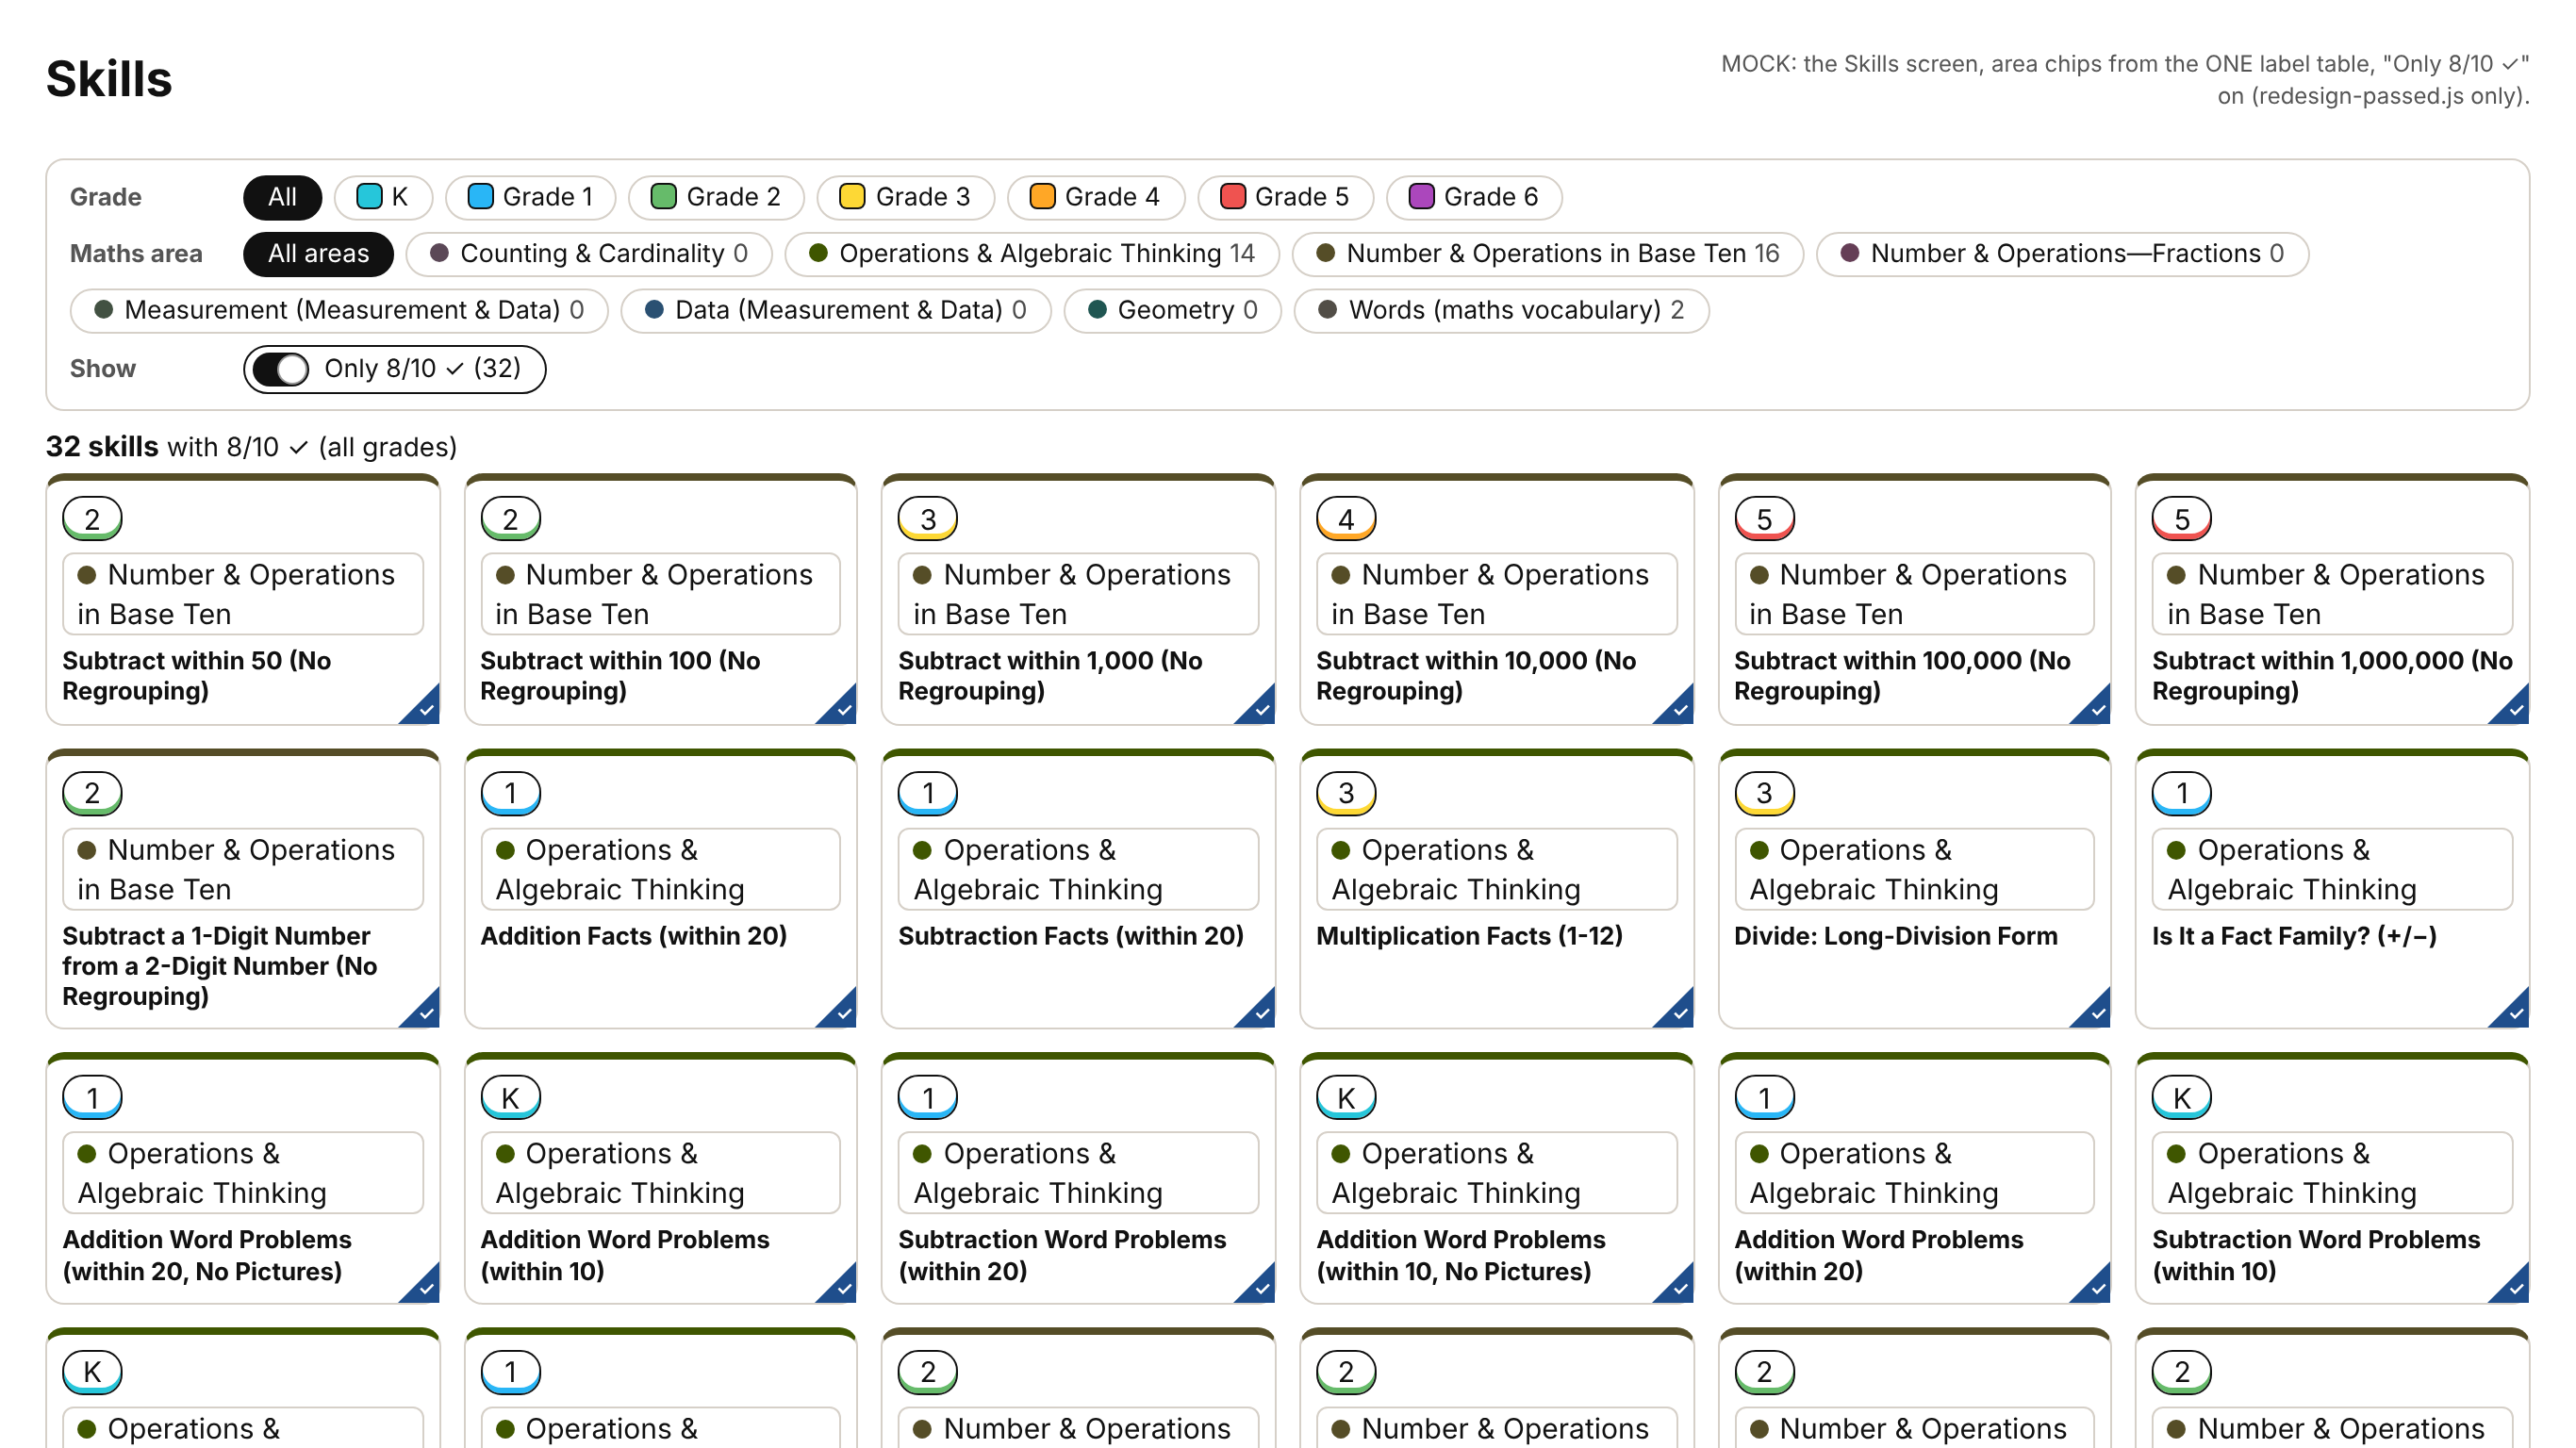 Skills
MOCK: the Skills screen, area chips from the ONE label table, "Only 8/10 ✓"
on (redesign-passed.js only).
Grade All K Grade 1 Grade 2 Grade 3 Grade 4 Grade 5 Grade 6
Maths area All areas Counting & Cardinality 0 Operations & Algebraic Thinking 14 Number & Operations in Base Ten 16 Number & Operations—Fractions 0
Measurement (Measurement & Data) 0 Data (Measurement & Data) 0 Geometry 0 Words (maths vocabulary) 2
Show Only 8/10 ✓ (32)
32 skills with 8/10 ✓ (all grades)
2
Number & Operations
in Base Ten
Subtract within 50 (No
Regrouping)
✓
2
Number & Operations
in Base Ten
Subtract within 100 (No
Regrouping)
✓
3
Number & Operations
in Base Ten
Subtract within 1,000 (No
Regrouping)
✓
4
Number & Operations
in Base Ten
Subtract within 10,000 (No
Regrouping)
✓
5
Number & Operations
in Base Ten
Subtract within 100,000 (No
Regrouping)
✓
5
Number & Operations
in Base Ten
Subtract within 1,000,000 (No
Regrouping)
✓
2
Number & Operations
in Base Ten
Subtract a 1-Digit Number
from a 2-Digit Number (No
Regrouping)
✓
1
Operations &
Algebraic Thinking
Addition Facts (within 20)
✓
1
Operations &
Algebraic Thinking
Subtraction Facts (within 20)
✓
3
Operations &
Algebraic Thinking
Multiplication Facts (1-12)
✓
3
Operations &
Algebraic Thinking
Divide: Long-Division Form
✓
1
Operations &
Algebraic Thinking
Is It a Fact Family? (+/−)
✓
1
Operations &
Algebraic Thinking
Addition Word Problems
(within 20, No Pictures)
✓
K
Operations &
Algebraic Thinking
Addition Word Problems
(within 10)
✓
1
Operations &
Algebraic Thinking
Subtraction Word Problems
(within 20)
✓
K
Operations &
Algebraic Thinking
Addition Word Problems
(within 10, No Pictures)
✓
1
Operations &
Algebraic Thinking
Addition Word Problems
(within 20)
✓
K
Operations &
Algebraic Thinking
Subtraction Word Problems
(within 10)
✓
K
Operations &
1
Operations &
2
Number & Operations
2
Number & Operations
2
Number & Operations
2
Number & Operations